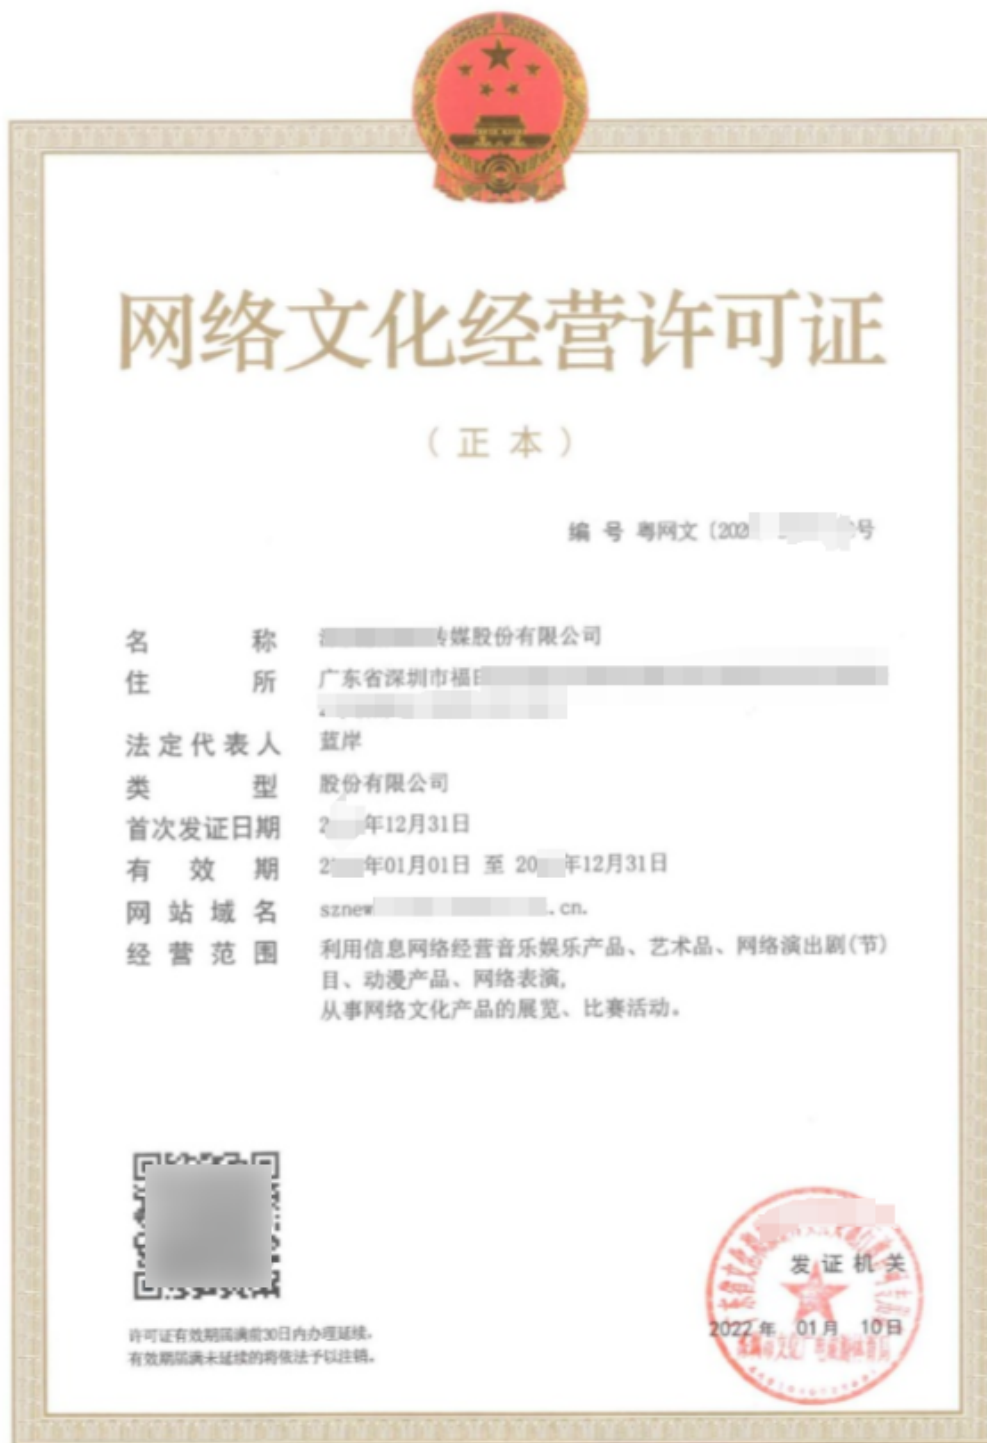 网络文化经营许可证
（正本）
编 号 粤网文〔202 号
名 称 传媒股份有限公司
住 所 广东省深圳市福田
法定代表人 蓝岸
类 型 股份有限公司
首次发证日期 2 年12月31日
有 效 期 2 年01月01日 至 20 年12月31日
网 站 域 名 sznew .cn.
经 营 范 围 利用信息网络经营音乐娱乐产品、艺术品、网络演出剧(节)
目、动漫产品、网络表演,
从事网络文化产品的展览、比赛活动。
发证机关
2022 年 01 月 10 日
许可证有效期届满前30日内办理延续。
有效期届满未延续的将依法予以注销。